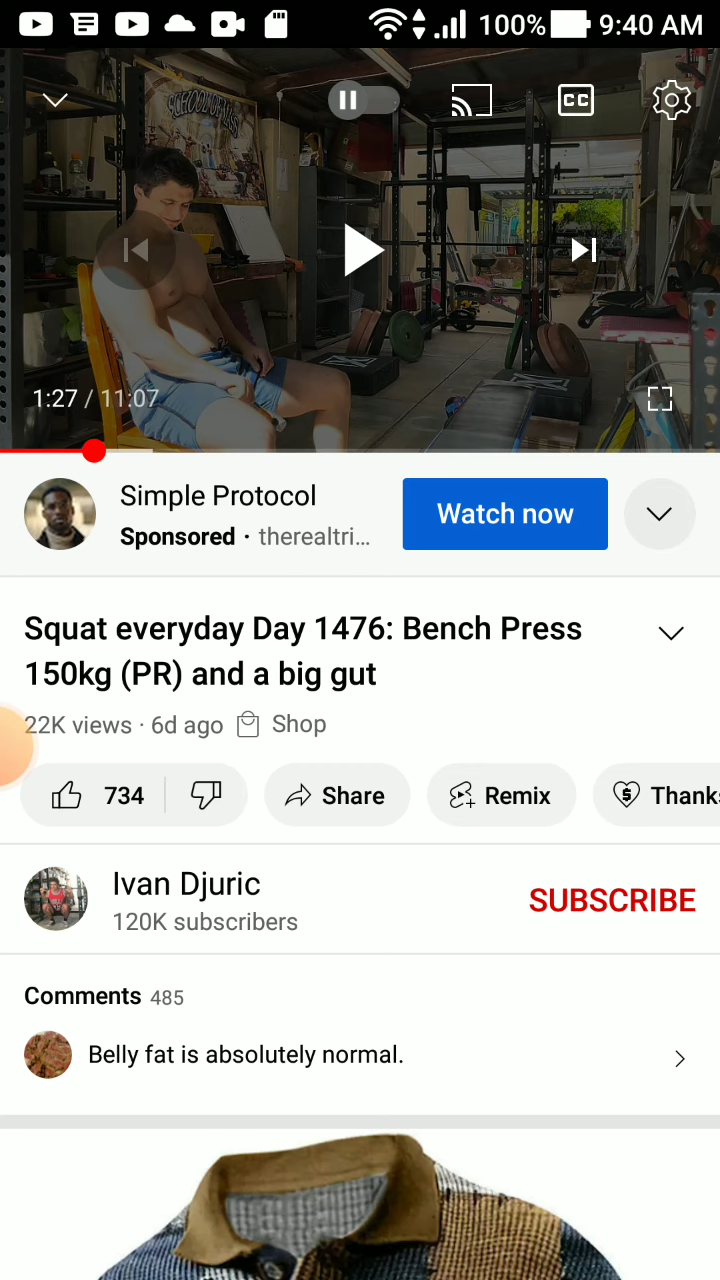 100% 9:40 AM
CC
1:27 / 11:07
Simple Protocol
Sponsored · therealtri...
Watch now
Squat everyday Day 1476: Bench Press
150kg (PR) and a big gut
22K views · 6d ago Shop
734 Share Remix Thanks
Ivan Djuric
120K subscribers
SUBSCRIBE
Comments 485
Belly fat is absolutely normal.